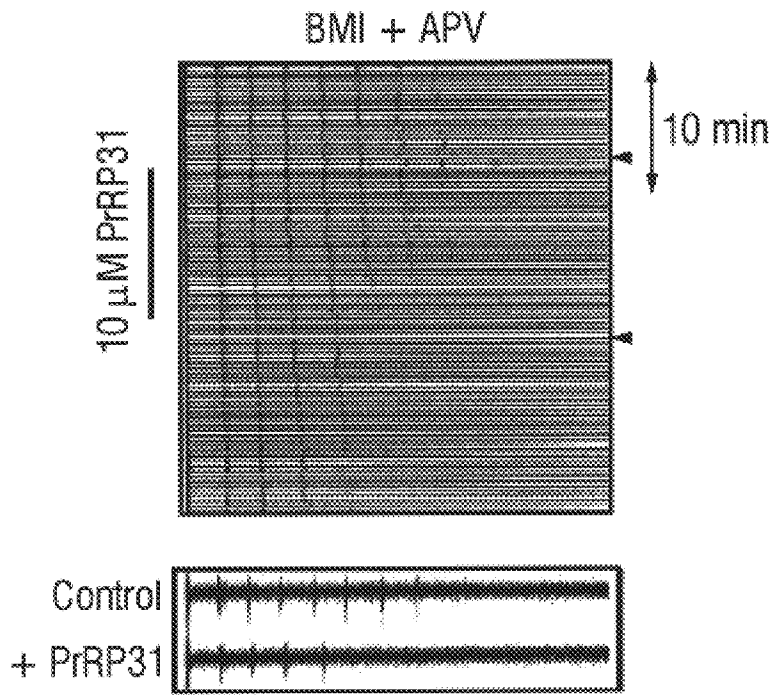 BMI + APV
10 min
10 μM PrRP31
Control
+ PrRP31